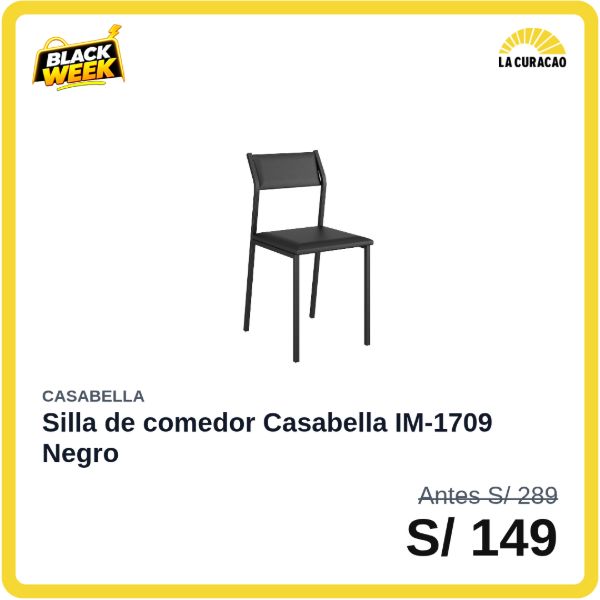 BLACK
WEEK
LA CURACAO
CASABELLA
Silla de comedor Casabella IM-1709
Negro
Antes S/ 289
S/ 149